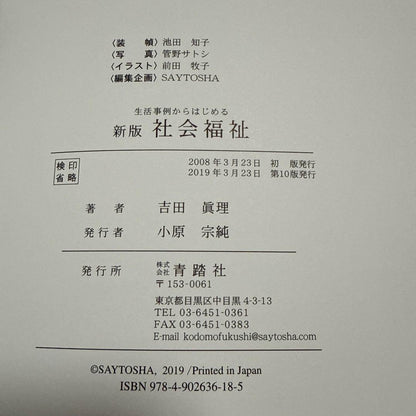 〈装　幀〉池田　知子
〈写　真〉管野サトシ
〈イラスト〉前田　牧子
〈編集企画〉SAYTOSHA
生活事例からはじめる
新版 社会福祉
検印省略
2008年3月23日　初　版発行
2019年3月23日　第10版発行
著　者　吉田　眞理
発行者　小原　宗純
発行所　株式会社 青踏社
〒153-0061
東京都目黒区中目黒4-3-13
TEL 03-6451-0361
FAX 03-6451-0383
E-mail kodomofukushi@saytosha.com
©SAYTOSHA, 2019 /Printed in Japan
ISBN 978-4-902636-18-5